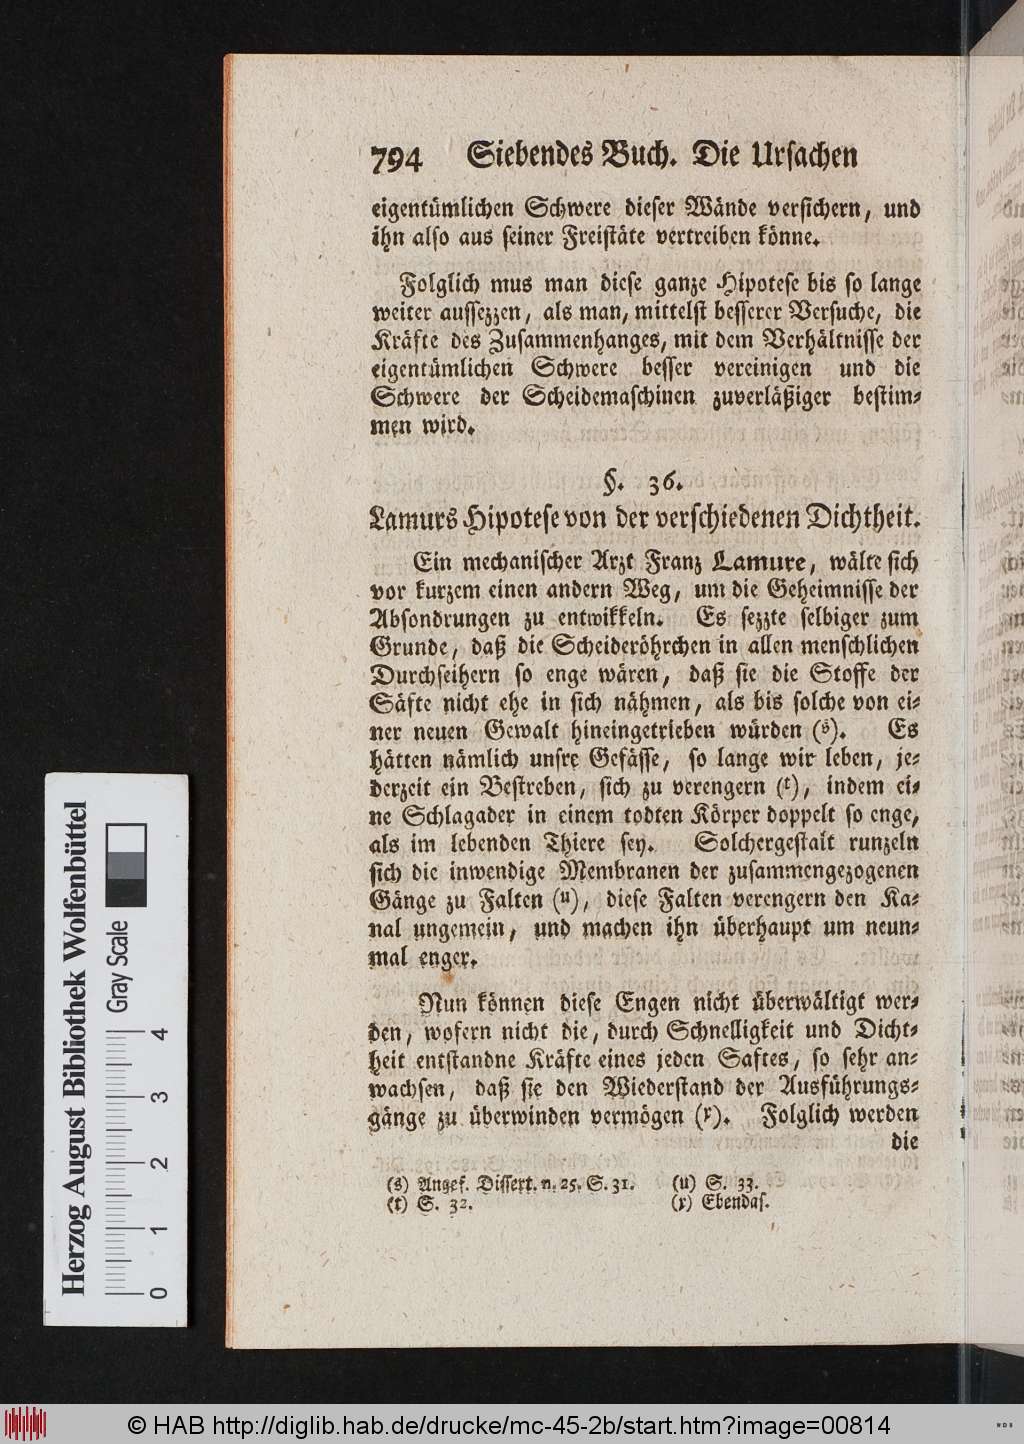 794 Siebendes Buch. Die Ursachen
eigentümlichen Schwere dieser Wände versichern, und
ihn also aus seiner Freistäte vertreiben könne.
Folglich mus man diese ganze Hipotese bis so lange
weiter aussezzen, als man, mittelst besserer Versuche, die
Kräfte des Zusammenhanges, mit dem Verhältnisse der
eigentümlichen Schwere besser vereinigen und die
Schwere der Scheidemaschinen zuverläßiger bestim-
men wird.
§. 36.
Lamurs Hipotese von der verschiedenen Dichtheit.
Ein mechanischer Arzt Franz Lamure, wälte sich
vor kurzem einen andern Weg, um die Geheimnisse der
Absondrungen zu entwikkeln. Es sezzte selbiger zum
Grunde, daß die Scheideröhrchen in allen menschlichen
Durchseihern so enge wären, daß sie die Stoffe der
Säfte nicht ehe in sich nähmen, als bis solche von ei-
ner neuen Gewalt hineingetrieben würden (s). Es
hätten nämlich unsre Gefässe, so lange wir leben, je-
derzeit ein Bestreben, sich zu verengern (t), indem ei-
ne Schlagader in einem todten Körper doppelt so enge,
als im lebenden Thiere sey. Solchergestalt runzeln
sich die inwendige Membranen der zusammengezogenen
Gänge zu Falten (u), diese Falten verengern den Ka-
nal ungemein, und machen ihn überhaupt um neun-
mal enger.
Nun können diese Engen nicht überwältigt wer-
den, wofern nicht die, durch Schnelligkeit und Dicht-
heit entstandne Kräfte eines jeden Saftes, so sehr an-
wachsen, daß sie den Wiederstand der Ausführungs-
gänge zu überwinden vermögen (x). Folglich werden
die
(s) Angef. Dissert. n. 25. S. 31.
(t) S. 32.
(u) S. 33.
(x) Ebendas.
Herzog August Bibliothek Wolfenbüttel
Gray Scale
0 1 2 3 4
© HAB http://diglib.hab.de/drucke/mc-45-2b/start.htm?image=00814